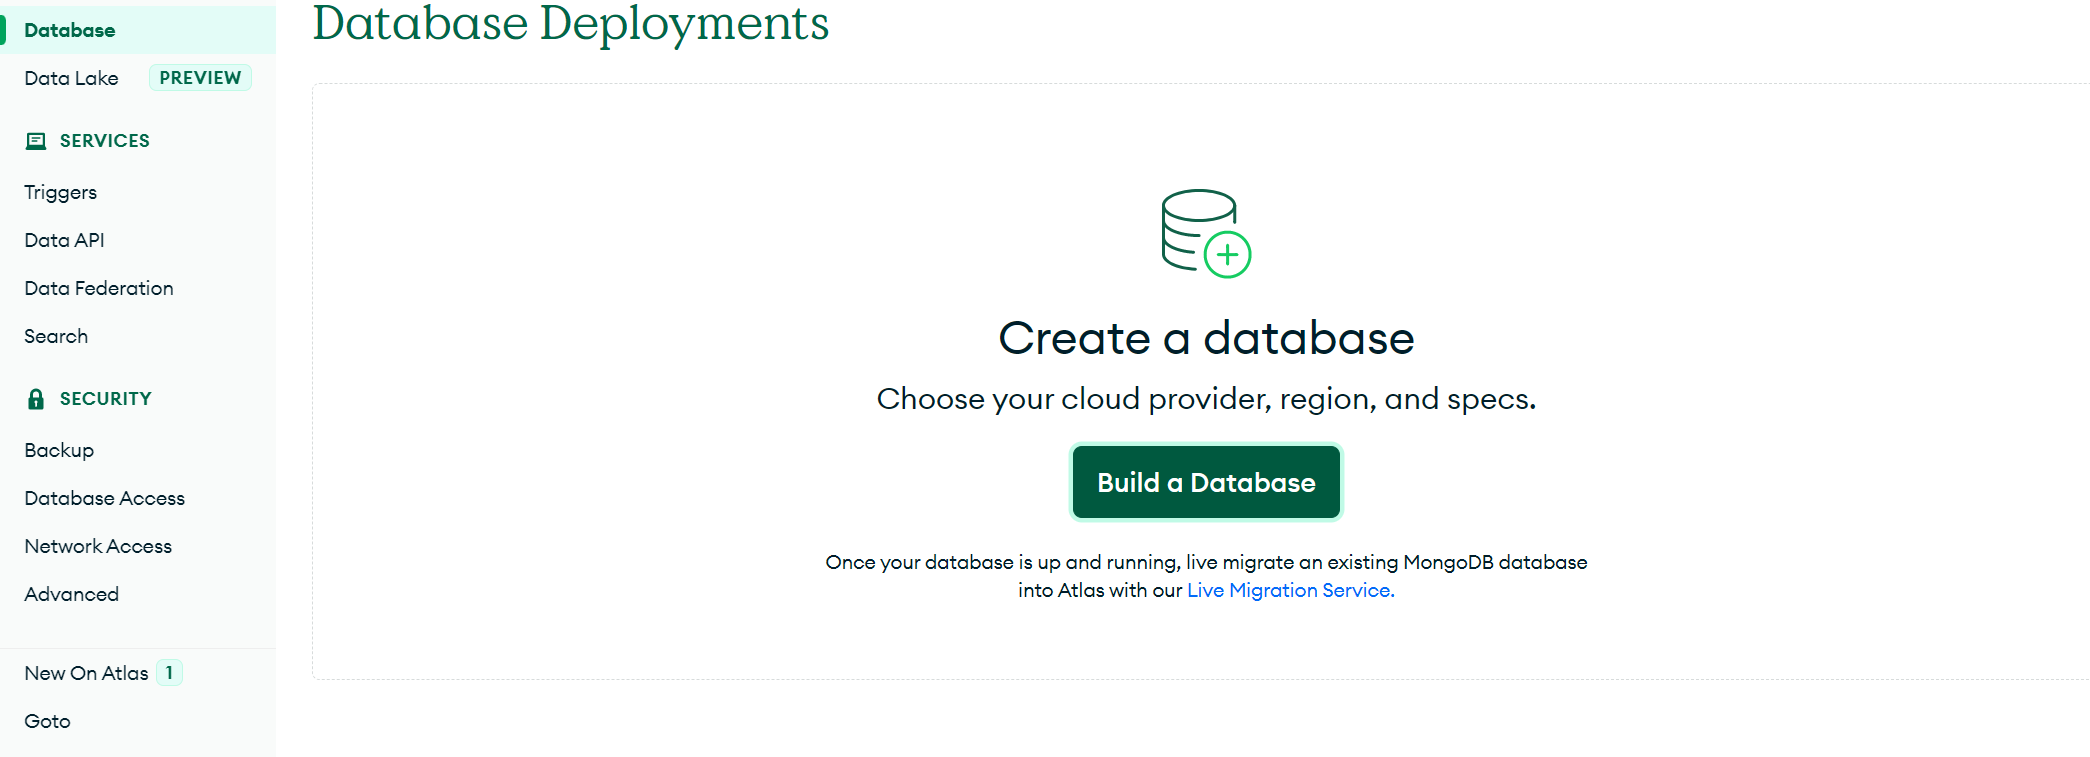 Database
Data Lake PREVIEW
SERVICES
Triggers
Data API
Data Federation
Search
SECURITY
Backup
Database Access
Network Access
Advanced
New On Atlas 1
Goto
Database Deployments
Create a database
Choose your cloud provider, region, and specs.
Build a Database
Once your database is up and running, live migrate an existing MongoDB database
into Atlas with our Live Migration Service.